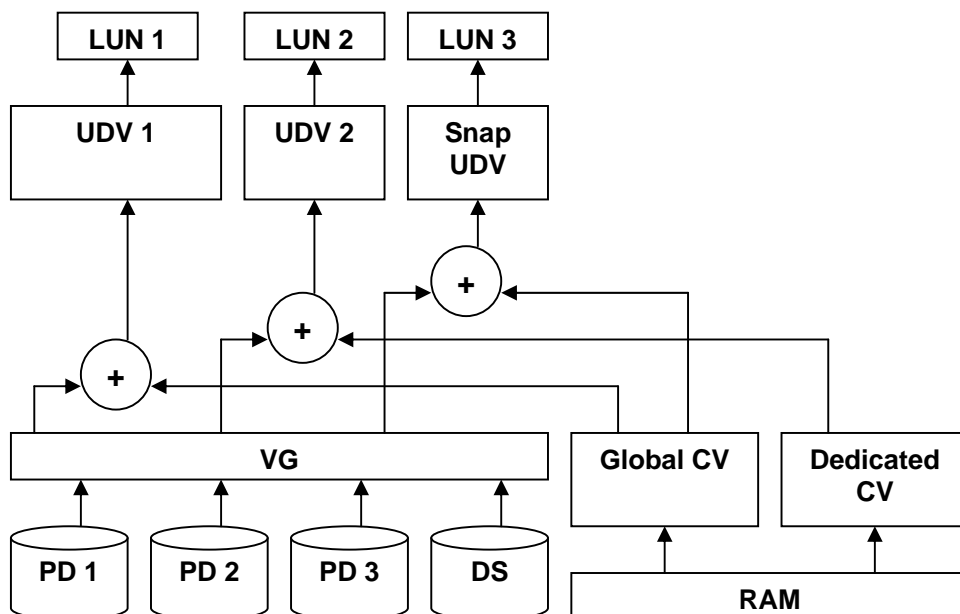 LUN 1
LUN 2
LUN 3
UDV 1
UDV 2
Snap
UDV
+
+
+
VG
Global CV
Dedicated
CV
PD 1
PD 2
PD 3
DS
RAM